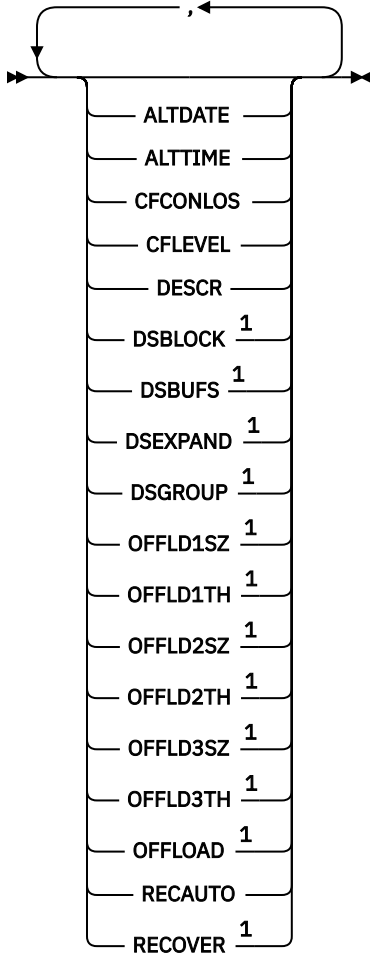 ,
ALTDATE
ALTTIME
CFCONLOS
CFLEVEL
DESCR
DSBLOCK 1
DSBUFS 1
DSEXPAND 1
DSGROUP 1
OFFLD1SZ 1
OFFLD1TH 1
OFFLD2SZ 1
OFFLD2TH 1
OFFLD3SZ 1
OFFLD3TH 1
OFFLOAD 1
RECAUTO
RECOVER 1